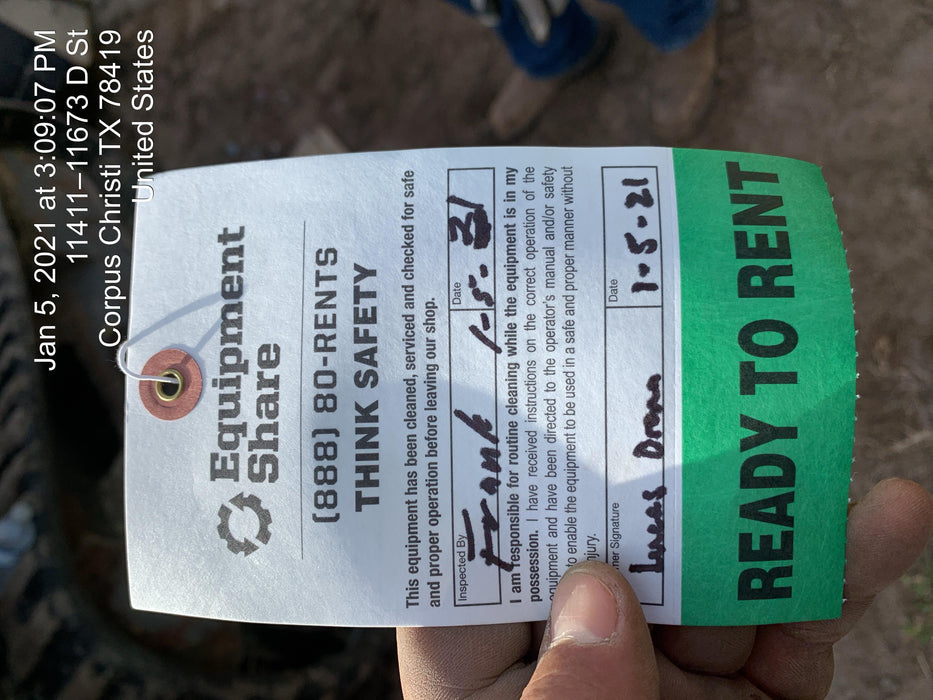 Jan 5, 2021 at 3:09:07 PM
11411–11673 D St
Corpus Christi TX 78419
United States
Equipment
Share
(888) 80-RENTS
THINK SAFETY
This equipment has been cleaned, serviced and checked for safe
and proper operation before leaving our shop.
Inspected By Frank Date 1-5-21
I am responsible for routine cleaning while the equipment is in my
possession. I have received instructions on the correct operation of the
equipment and have been directed to the operator's manual and/or safety
to enable the equipment to be used in a safe and proper manner without
injury.
Signature Lucas Date 1-5-21
READY TO RENT